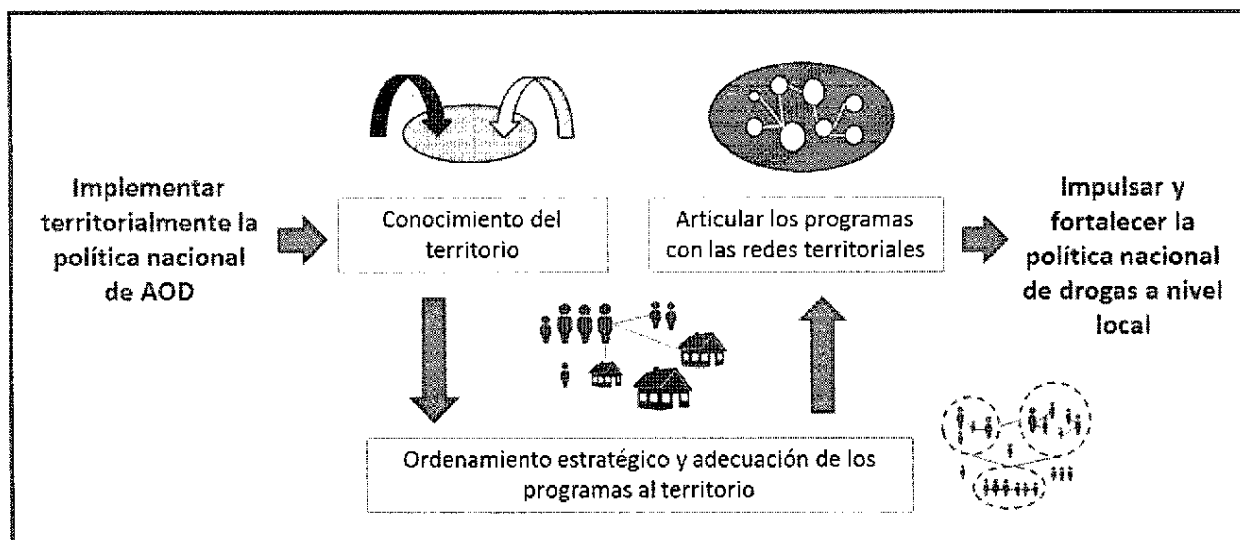 Implementar
territorialmente la
política nacional
de AOD
Conocimiento del
territorio
Articular los programas
con las redes territoriales
Impulsar y
fortalecer la
política nacional
de drogas a nivel
local
Ordenamiento estratégico y adecuación de los
programas al territorio